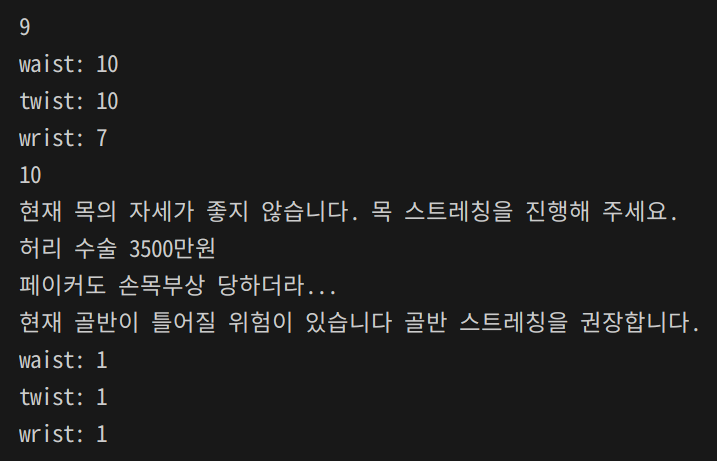 9
waist: 10
twist: 10
wrist: 7
10
현재 목의 자세가 좋지 않습니다. 목 스트레칭을 진행해 주세요.
허리 수술 3500만원
페이커도 손목부상 당하더라...
현재 골반이 틀어질 위험이 있습니다 골반 스트레칭을 권장합니다.
waist: 1
twist: 1
wrist: 1